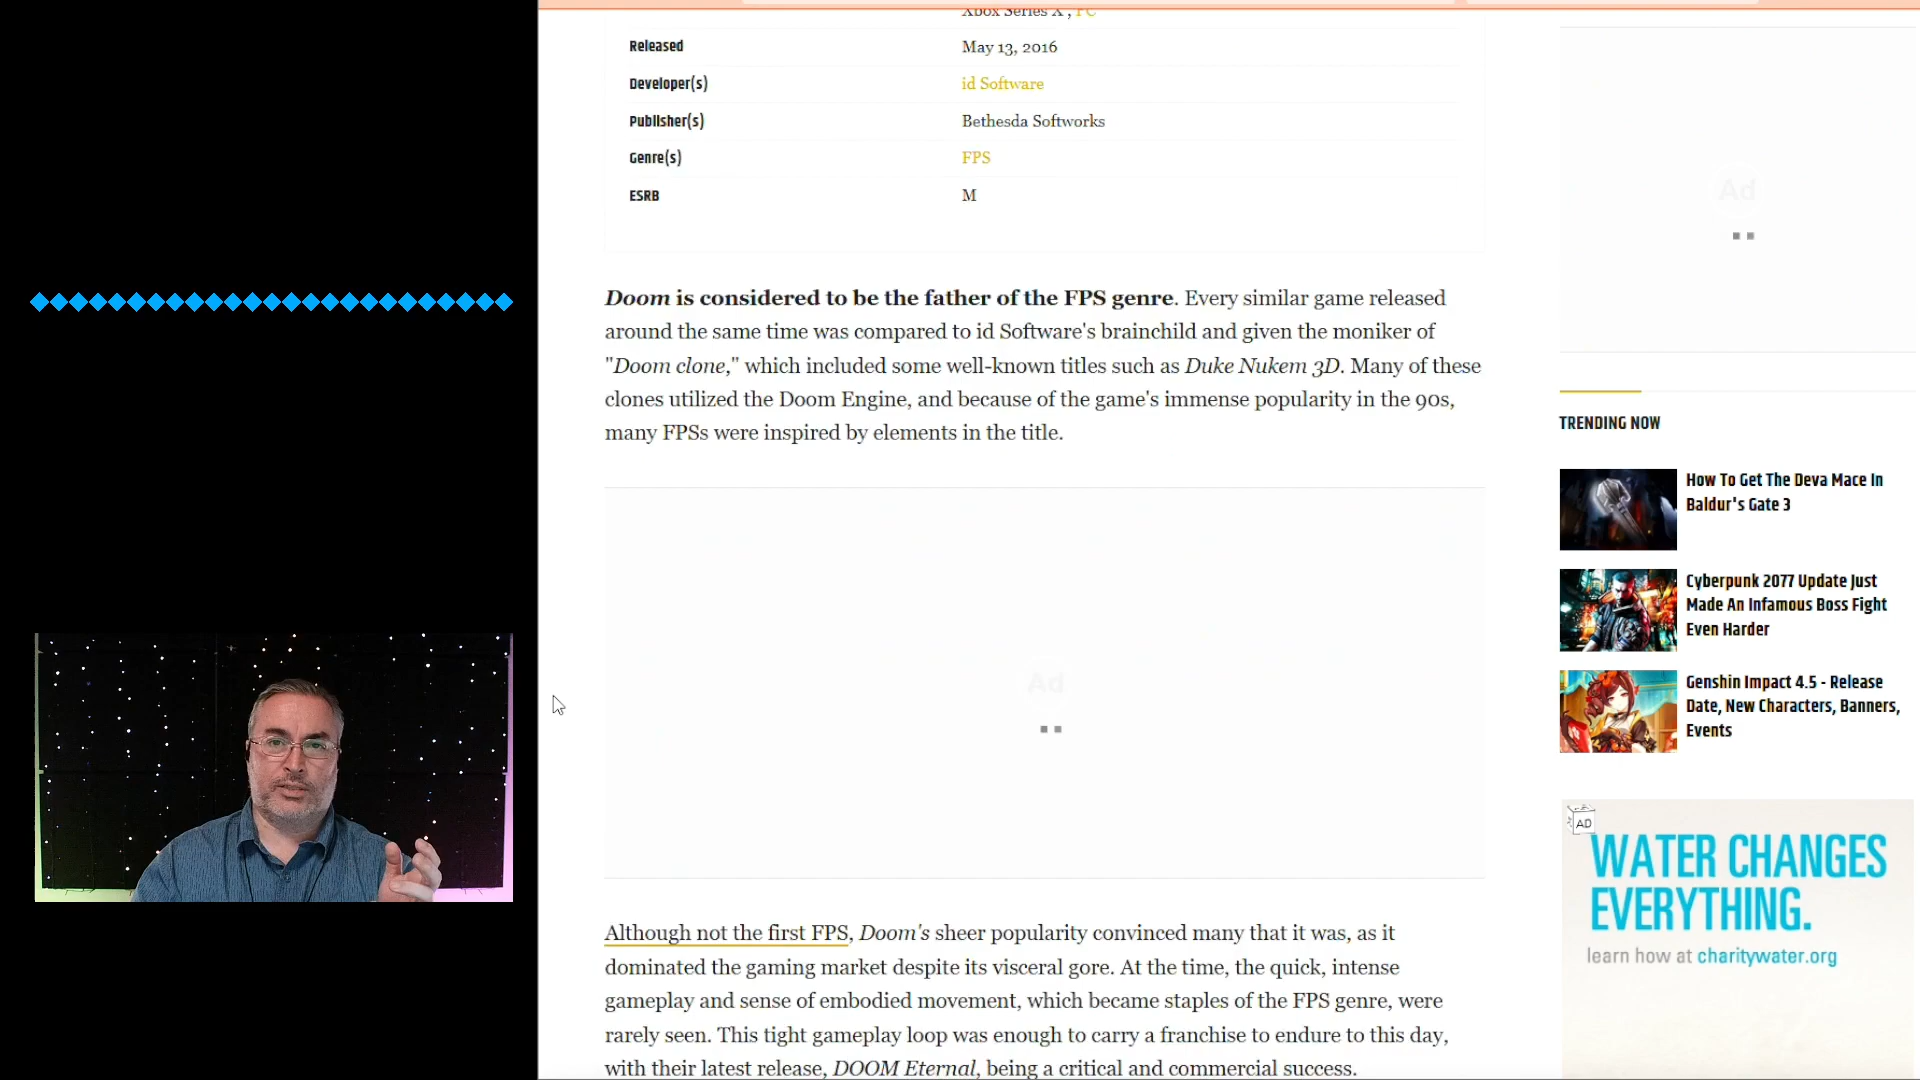 Xbox Series X , PC
Released May 13, 2016
Developer(s) id Software
Publisher(s) Bethesda Softworks
Genre(s) FPS
ESRB M
Doom is considered to be the father of the FPS genre. Every similar game released
around the same time was compared to id Software's brainchild and given the moniker of
"Doom clone," which included some well-known titles such as Duke Nukem 3D. Many of these
clones utilized the Doom Engine, and because of the game's immense popularity in the 90s,
many FPSs were inspired by elements in the title.
Ad
Although not the first FPS, Doom's sheer popularity convinced many that it was, as it
dominated the gaming market despite its visceral gore. At the time, the quick, intense
gameplay and sense of embodied movement, which became staples of the FPS genre, were
rarely seen. This tight gameplay loop was enough to carry a franchise to endure to this day,
with their latest release, DOOM Eternal, being a critical and commercial success.
Ad
TRENDING NOW
How To Get The Deva Mace In
Baldur's Gate 3
Cyberpunk 2077 Update Just
Made An Infamous Boss Fight
Even Harder
Genshin Impact 4.5 - Release
Date, New Characters, Banners,
Events
AD
WATER CHANGES
EVERYTHING.
learn how at charitywater.org